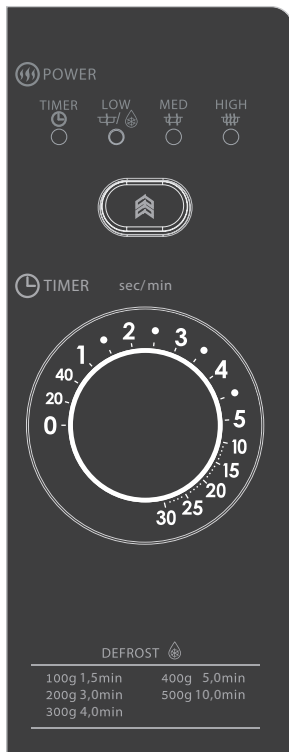 POWER
TIMER LOW MED HIGH
/
TIMER sec/min
0 20 40 1 2 3 4 5 10 15 20 25 30
DEFROST
100g 1,5min 400g 5,0min
200g 3,0min 500g 10,0min
300g 4,0min